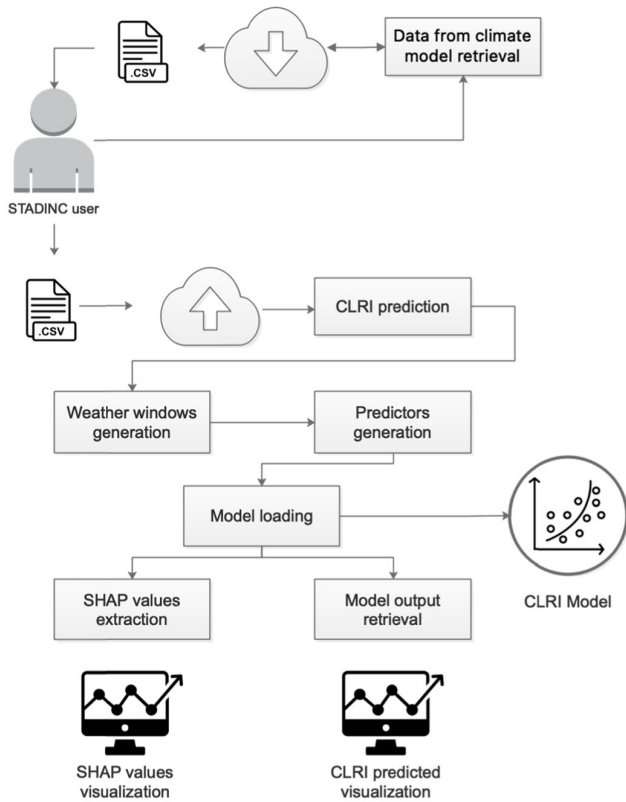 Data from climate
model retrieval
.CSV
STADINC user
.CSV
CLRI prediction
Weather windows
generation
Predictors
generation
Model loading
CLRI Model
SHAP values
extraction
Model output
retrieval
SHAP values
visualization
CLRI predicted
visualization